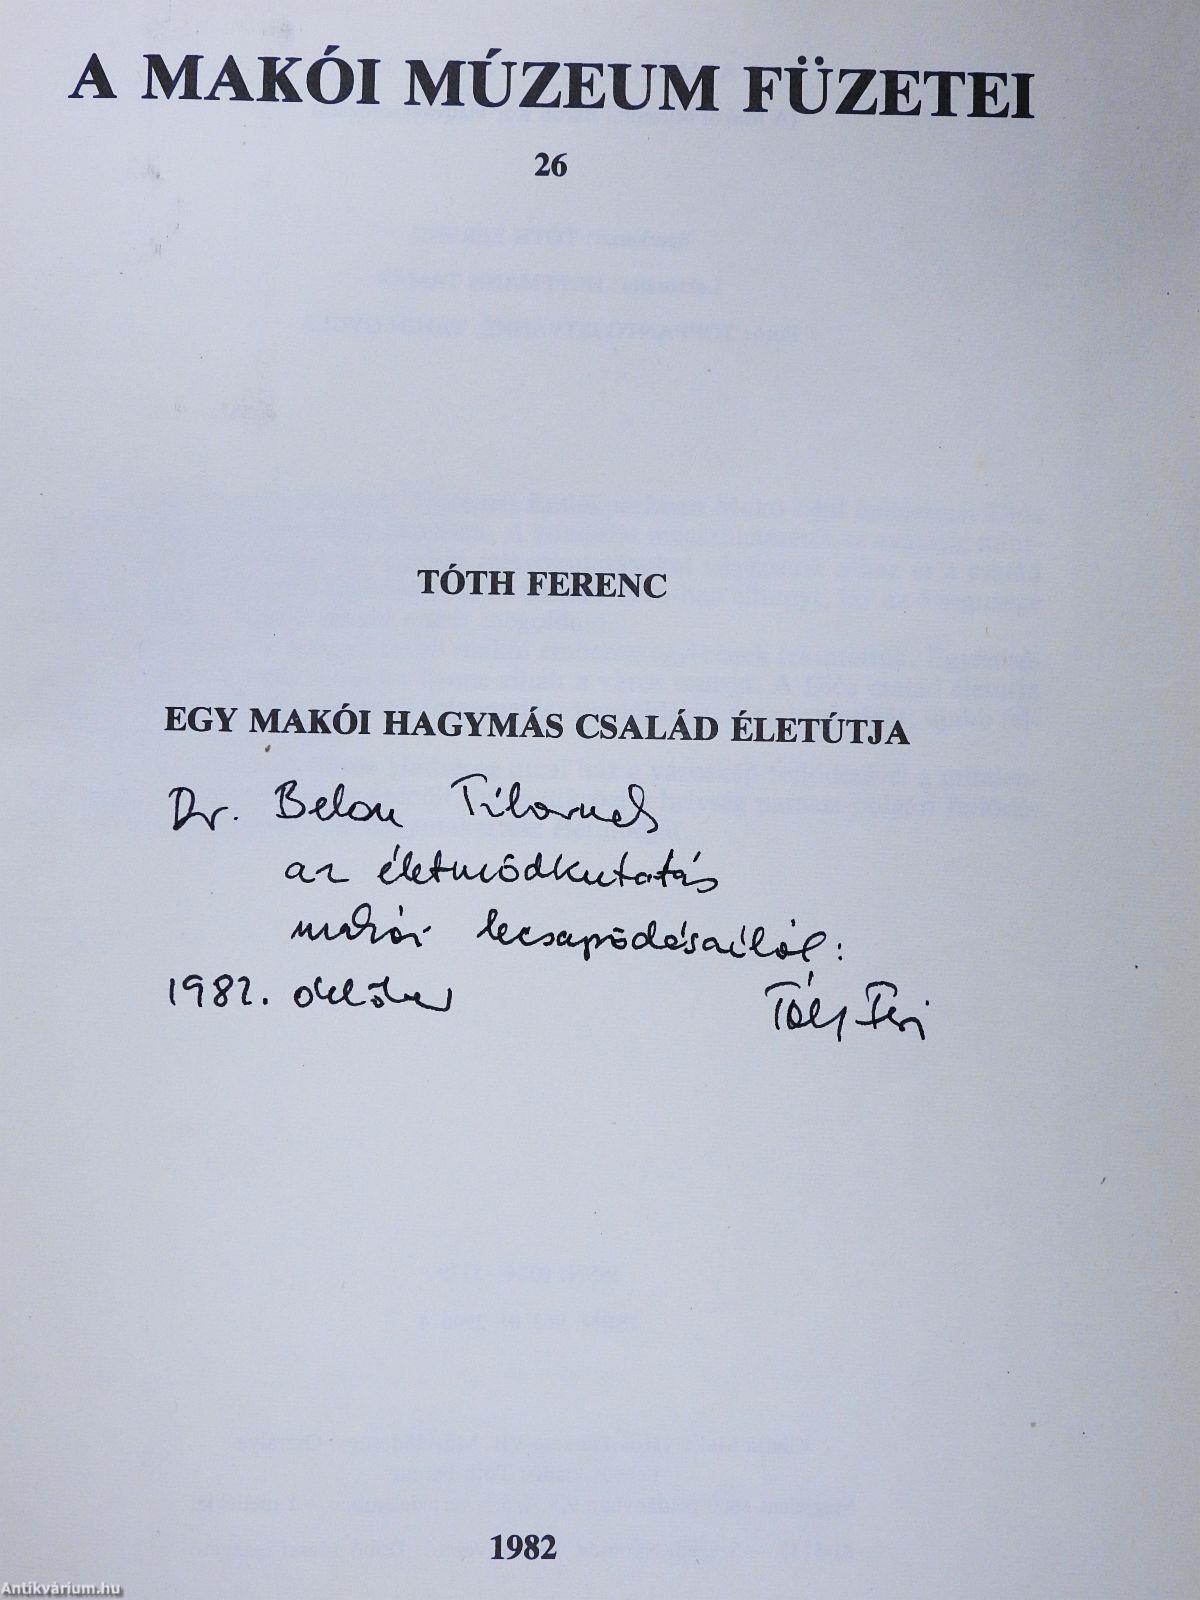 A MAKÓI MÚZEUM FÜZETEI
26
TÓTH FERENC
EGY MAKÓI HAGYMÁS CSALÁD ÉLETÚTJA
Dr. Belon Tibornak
az életmódkutatás
makói lecsapódásairól:
1982. október
Tóth Feri
1982
Antikvárium.hu